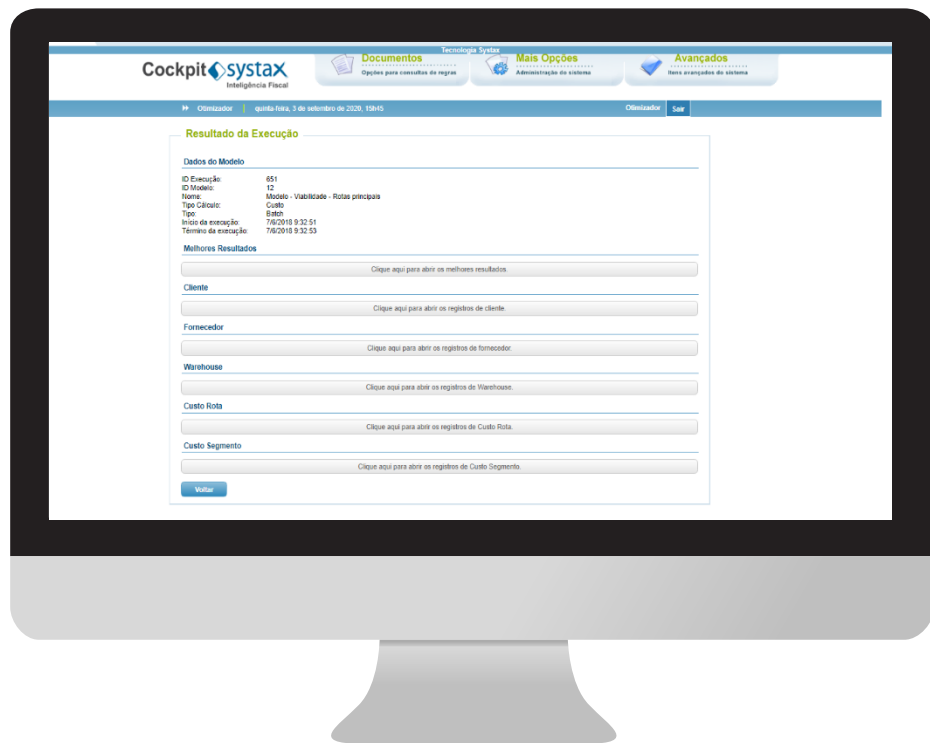 Tecnologia Systax
Cockpit systax
Inteligência Fiscal
Documentos
Opções para consultas de regras
Mais Opções
Administração do sistema
Avançados
Itens avançados do sistema
Otimizador | quinta-feira, 3 de setembro de 2020, 15h45
Otimizador Sair
Resultado da Execução
Dados do Modelo
ID Execução: 651
ID Modelo: 12
Nome: Modelo - Viabilidade - Rotas principais
Tipo Cálculo: Custo
Tipo: Batch
Início da execução: 7/6/2018 9:32:51
Término da execução: 7/6/2018 9:32:53
Melhores Resultados
Clique aqui para abrir os melhores resultados.
Cliente
Clique aqui para abrir os registros de cliente.
Fornecedor
Clique aqui para abrir os registros de fornecedor.
Warehouse
Clique aqui para abrir os registros de Warehouse.
Custo Rota
Clique aqui para abrir os registros de Custo Rota.
Custo Segmento
Clique aqui para abrir os registros de Custo Segmento.
Voltar